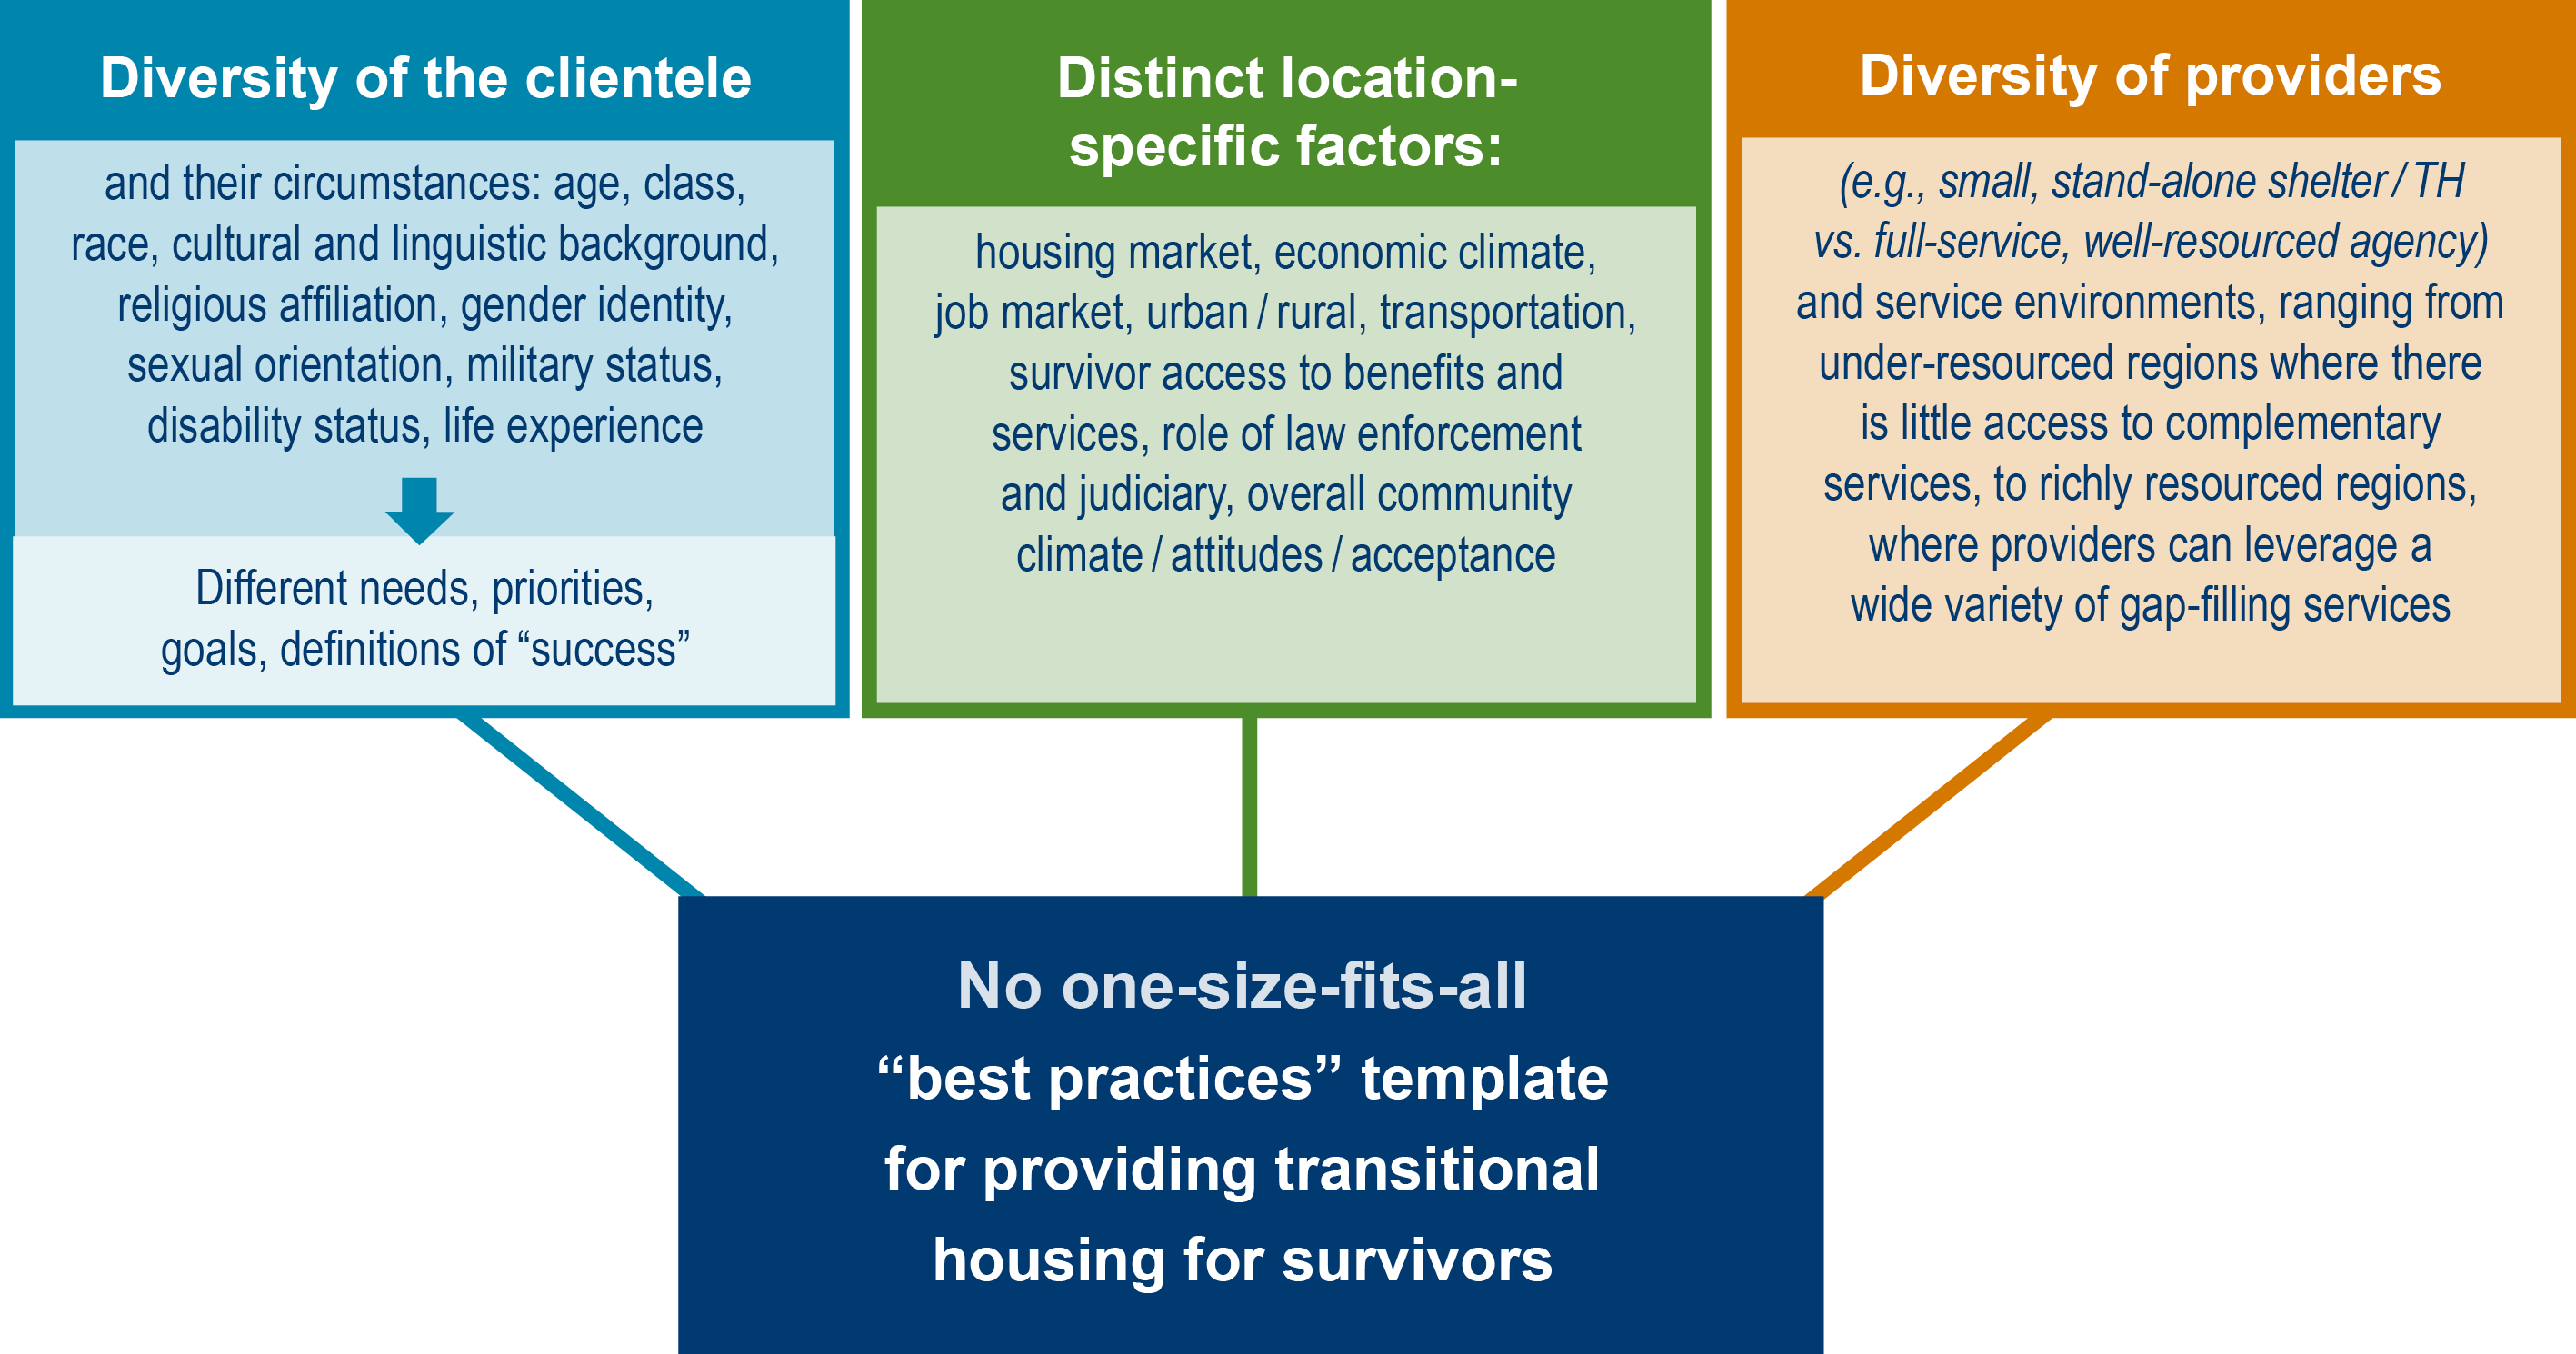 Diversity of the clientele
and their circumstances: age, class,
race, cultural and linguistic background,
religious affiliation, gender identity,
sexual orientation, military status,
disability status, life experience
Different needs, priorities,
goals, definitions of “success”
Distinct location-
specific factors:
housing market, economic climate,
job market, urban / rural, transportation,
survivor access to benefits and
services, role of law enforcement
and judiciary, overall community
climate / attitudes / acceptance
Diversity of providers
(e.g., small, stand-alone shelter / TH
vs. full-service, well-resourced agency)
and service environments, ranging from
under-resourced regions where there
is little access to complementary
services, to richly resourced regions,
where providers can leverage a
wide variety of gap-filling services
No one-size-fits-all
“best practices” template
for providing transitional
housing for survivors